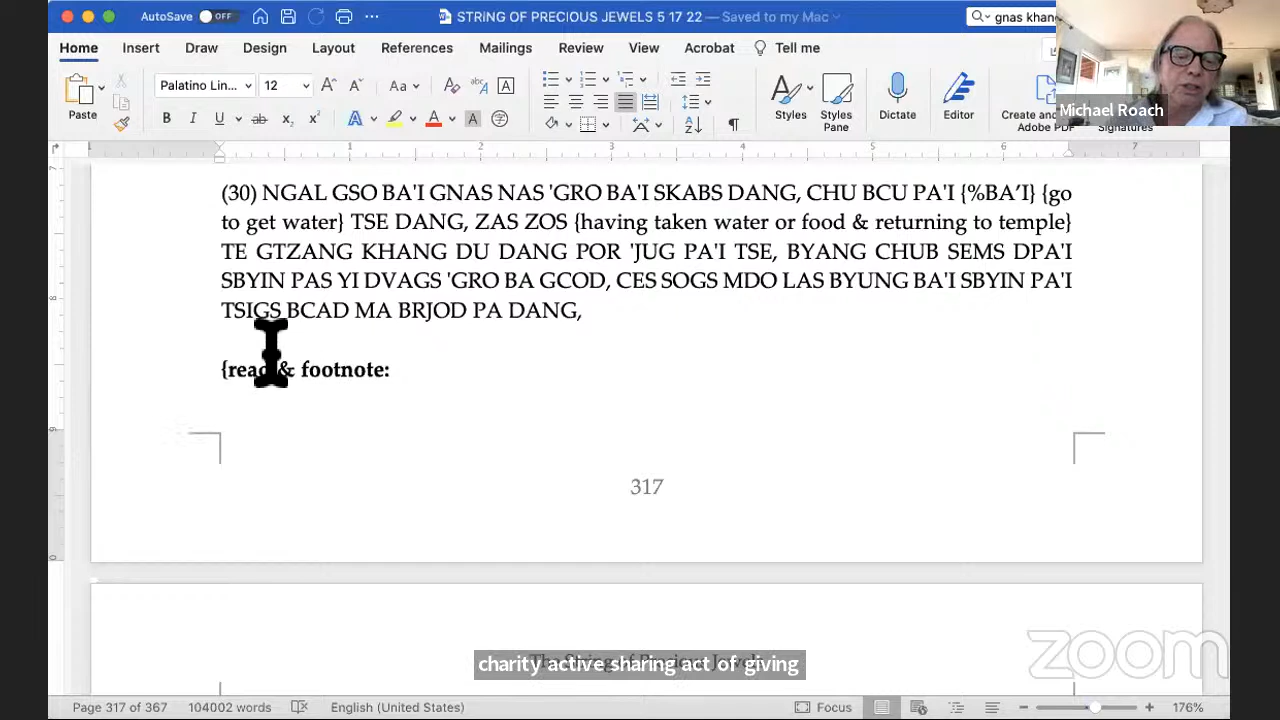 AutoSave OFF STRING OF PRECIOUS JEWELS 5 17 22 — Saved to my Mac gnas khan
Home Insert Draw Design Layout References Mailings Review View Acrobat Tell me
Palatino Lin... 12
Paste Styles Styles Pane Dictate Editor Create and Adobe PDF Signatures
Michael Roach
(30) NGAL GSO BA'I GNAS NAS 'GRO BA'I SKABS DANG, CHU BCU PA'I {%BA’I} {go
to get water} TSE DANG, ZAS ZOS {having taken water or food & returning to temple}
TE GTZANG KHANG DU DANG POR 'JUG PA'I TSE, BYANG CHUB SEMS DPA'I
SBYIN PAS YI DVAGS 'GRO BA GCOD, CES SOGS MDO LAS BYUNG BA'I SBYIN PA'I
TSIGS BCAD MA BRJOD PA DANG,
{read & footnote:
317
charity active sharing act of giving
zoom
Page 317 of 367 104002 words English (United States) Focus 176%